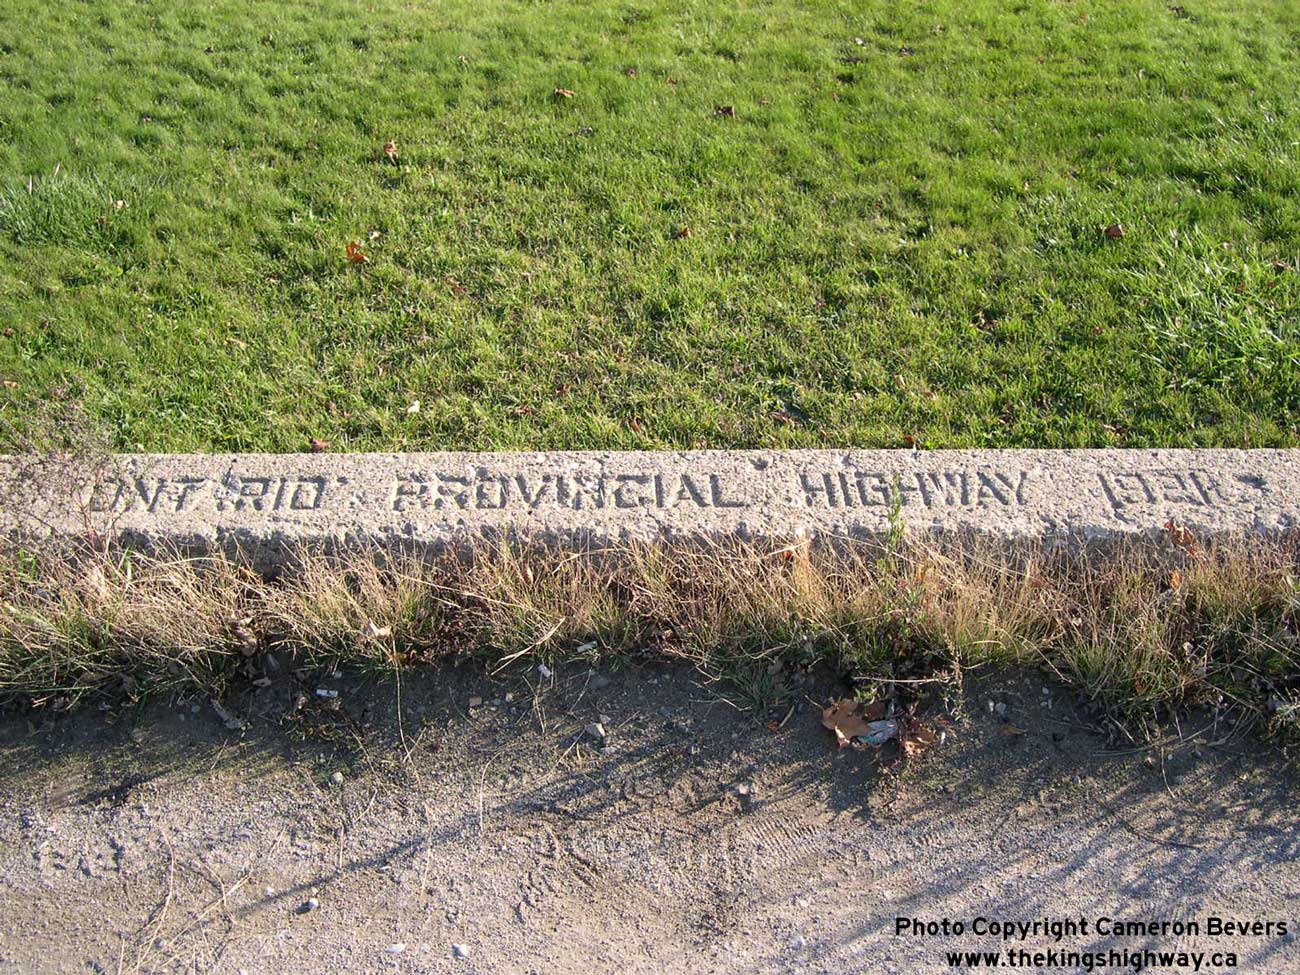 ONTARIO PROVINCIAL HIGHWAY
Photo Copyright Cameron Bevers
www.thekingshighway.ca